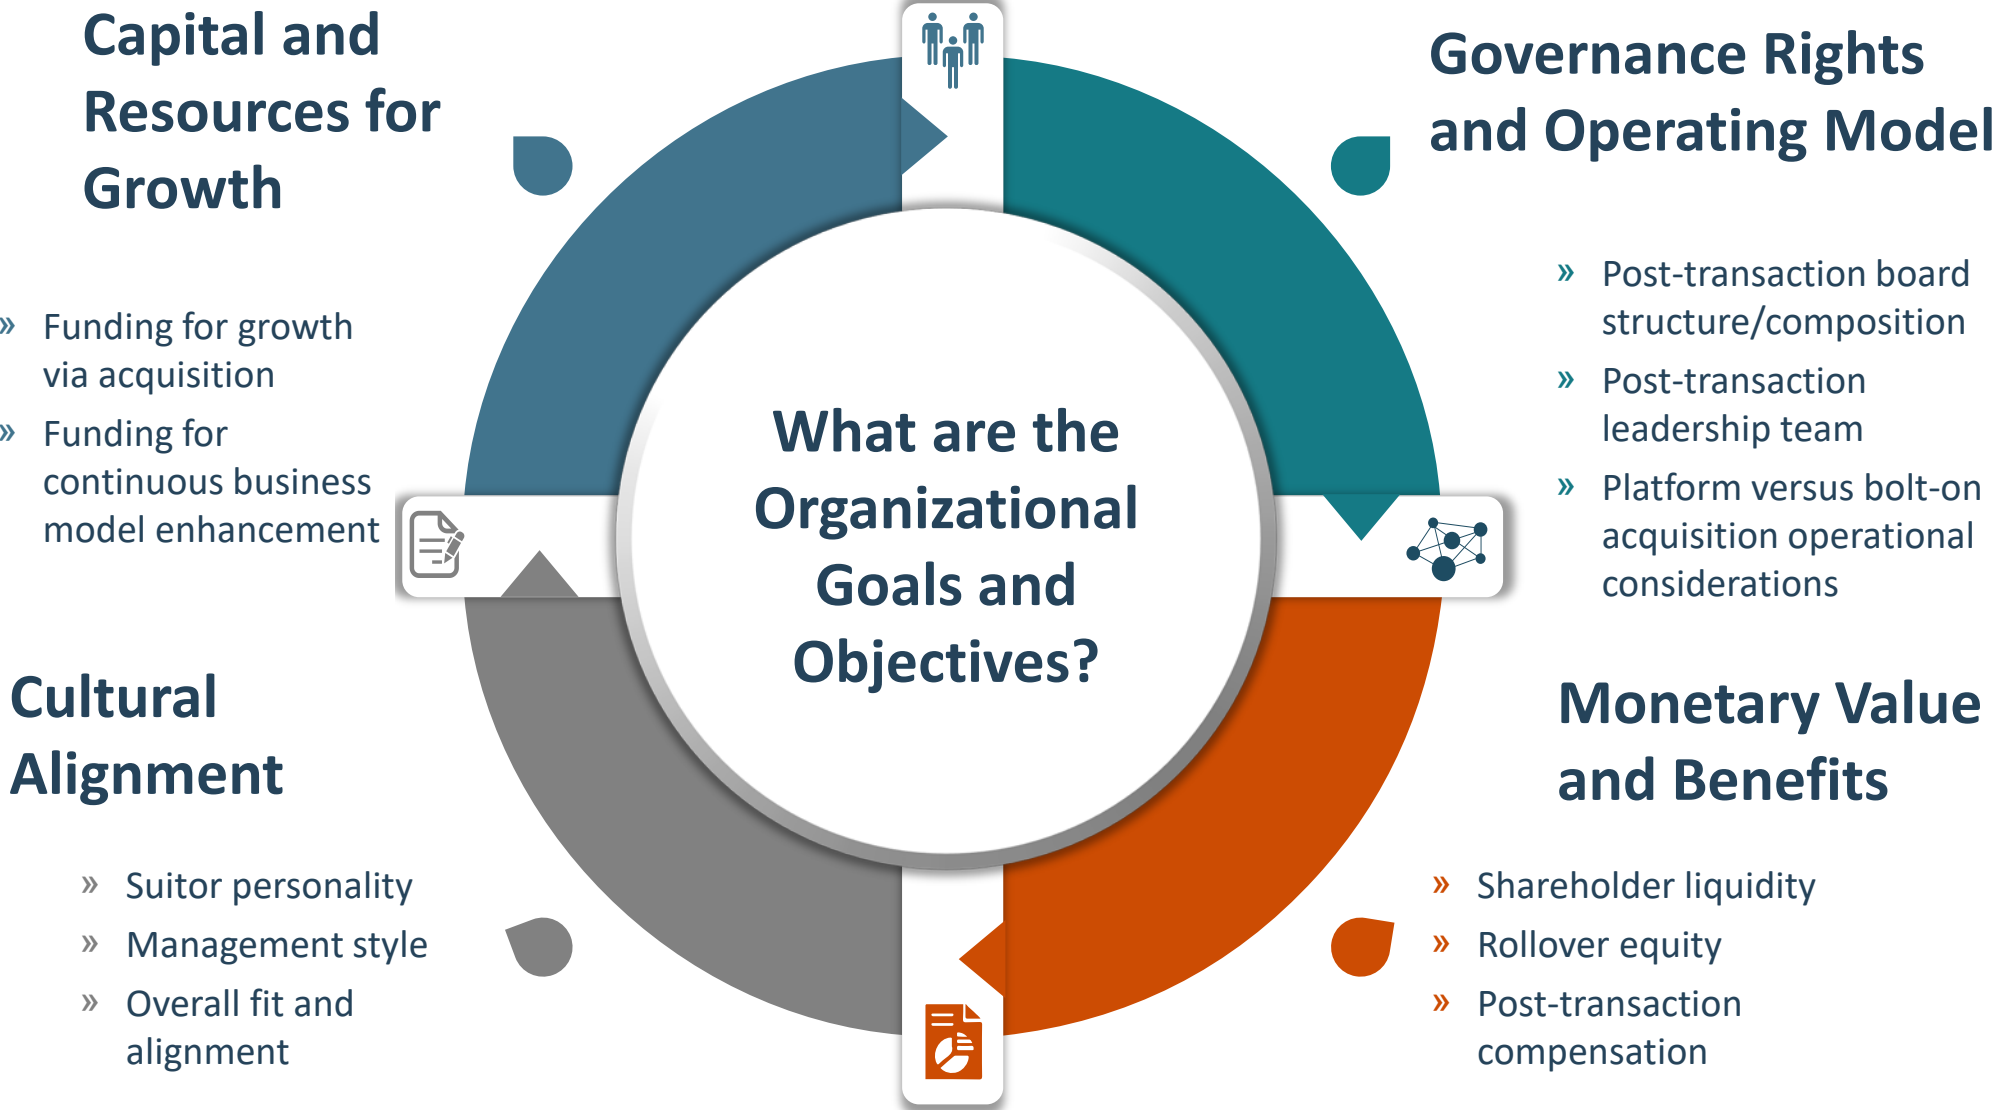 Capital and
Resources for
Growth
» Funding for growth
via acquisition
» Funding for
continuous business
model enhancement
Governance Rights
and Operating Model
» Post-transaction board
structure/composition
» Post-transaction
leadership team
» Platform versus bolt-on
acquisition operational
considerations
What are the
Organizational
Goals and
Objectives?
Cultural
Alignment
» Suitor personality
» Management style
» Overall fit and
alignment
Monetary Value
and Benefits
» Shareholder liquidity
» Rollover equity
» Post-transaction
compensation